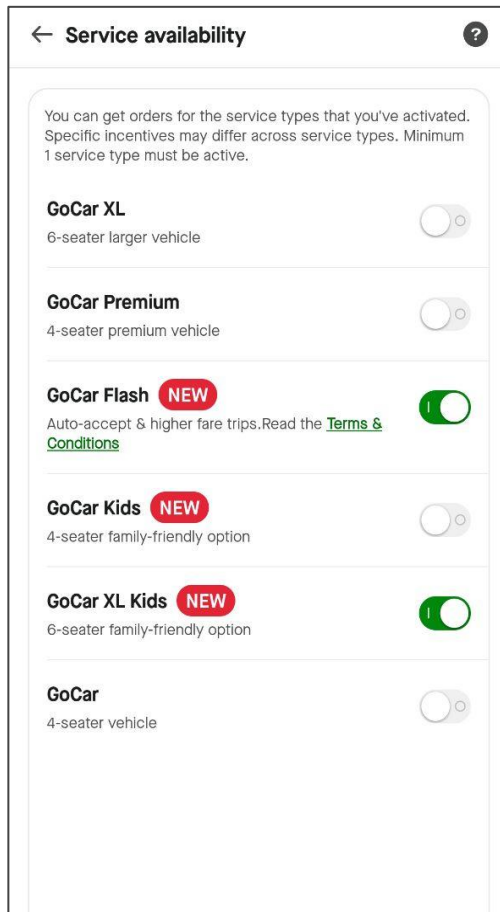 Service availability
You can get orders for the service types that you've activated.
Specific incentives may differ across service types. Minimum
1 service type must be active.
GoCar XL
6-seater larger vehicle
GoCar Premium
4-seater premium vehicle
GoCar Flash NEW
Auto-accept & higher fare trips.Read the Terms &
Conditions
GoCar Kids NEW
4-seater family-friendly option
GoCar XL Kids NEW
6-seater family-friendly option
GoCar
4-seater vehicle